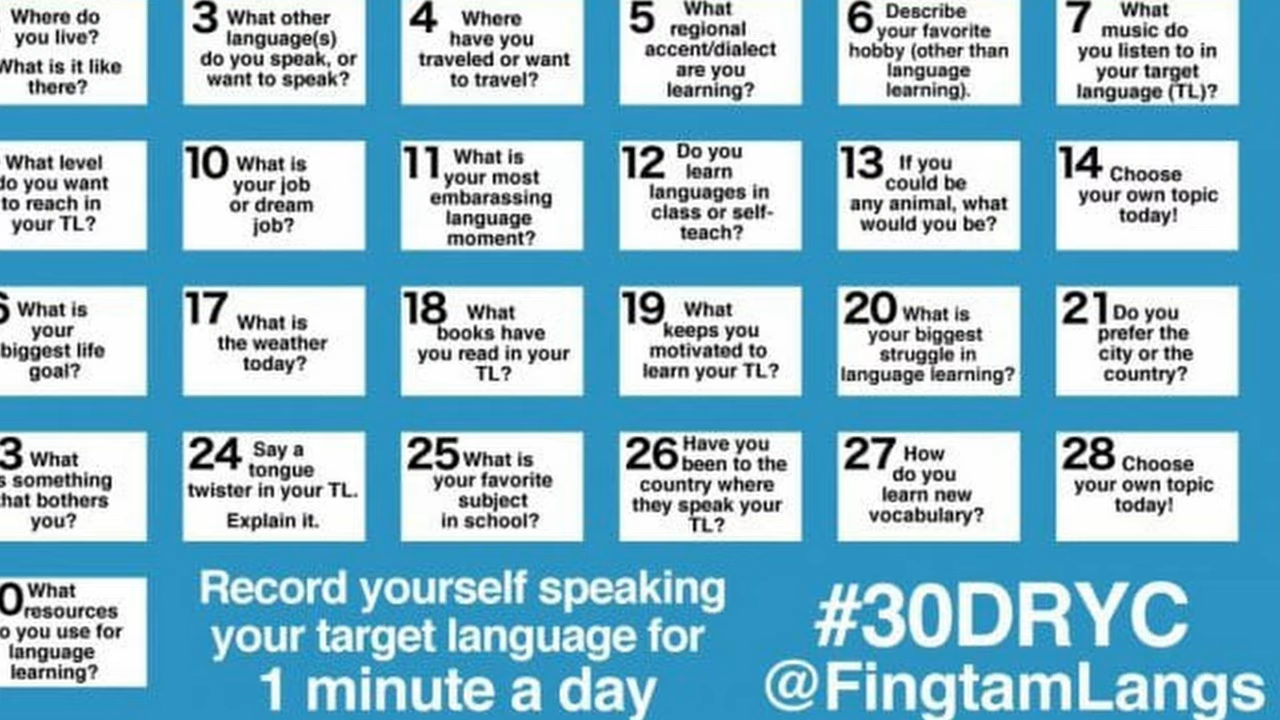 Where do
you live?
What is it like
there?
3 What other
language(s)
do you speak, or
want to speak?
4 Where
have you
traveled or want
to travel?
5 What
regional
accent/dialect
are you
learning?
6 Describe
your favorite
hobby (other than
language
learning).
7 What
music do
you listen to in
your target
language (TL)?
What level
do you want
to reach in
your TL?
10 What is
your job
or dream
job?
11 What is
your most
embarassing
language
moment?
12 Do you
learn
languages in
class or self-
teach?
13 If you
could be
any animal, what
would you be?
14 Choose
your own topic
today!
6 What is
your
biggest life
goal?
17 What is
the weather
today?
18 What
books have
you read in your
TL?
19 What
keeps you
motivated to
learn your TL?
20 What is
your biggest
struggle in
language learning?
21 Do you
prefer the
city or the
country?
3 What
s something
that bothers
you?
24 Say a
tongue
twister in your TL.
Explain it.
25 What is
your favorite
subject
in school?
26 Have you
been to the
country where
they speak your
TL?
27 How
do you
learn new
vocabulary?
28 Choose
your own topic
today!
0 What
resources
o you use for
language
learning?
Record yourself speaking
your target language for
1 minute a day
#30DRYC
@FingtamLangs